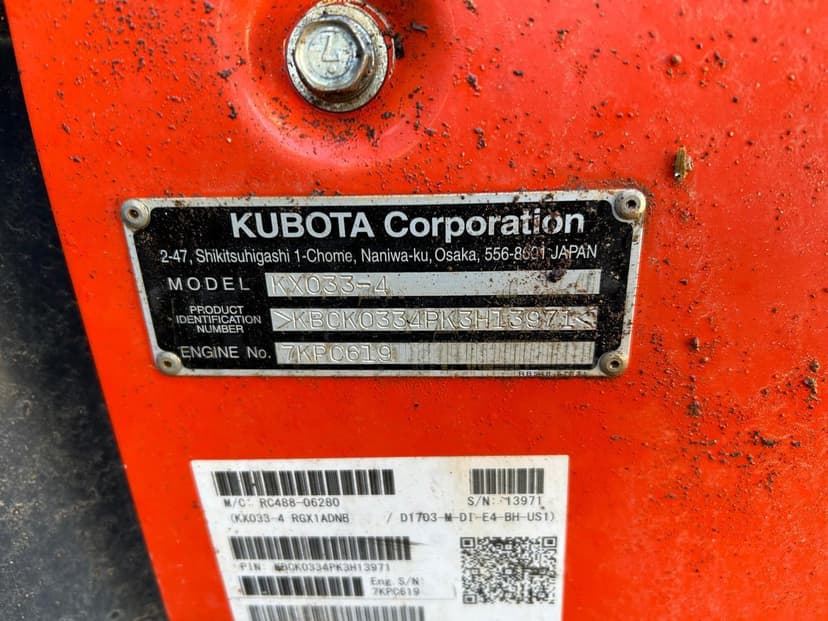 KUBOTA Corporation
2-47, Shikitsuhigashi 1-Chome, Naniwa-ku, Osaka, 556-8601 JAPAN
MODEL KX033-4
PRODUCT IDENTIFICATION NUMBER >KBCK0334PK3H13971<
ENGINE No. 7KPC619
M/C: RC488-06280 S/N: 13971
(KX033-4 RGX1ADNB / D1703-M-DI-E4-BH-US1)
PIN: KBCK0334PK3H13971
Eng.S/N:
7KPC619